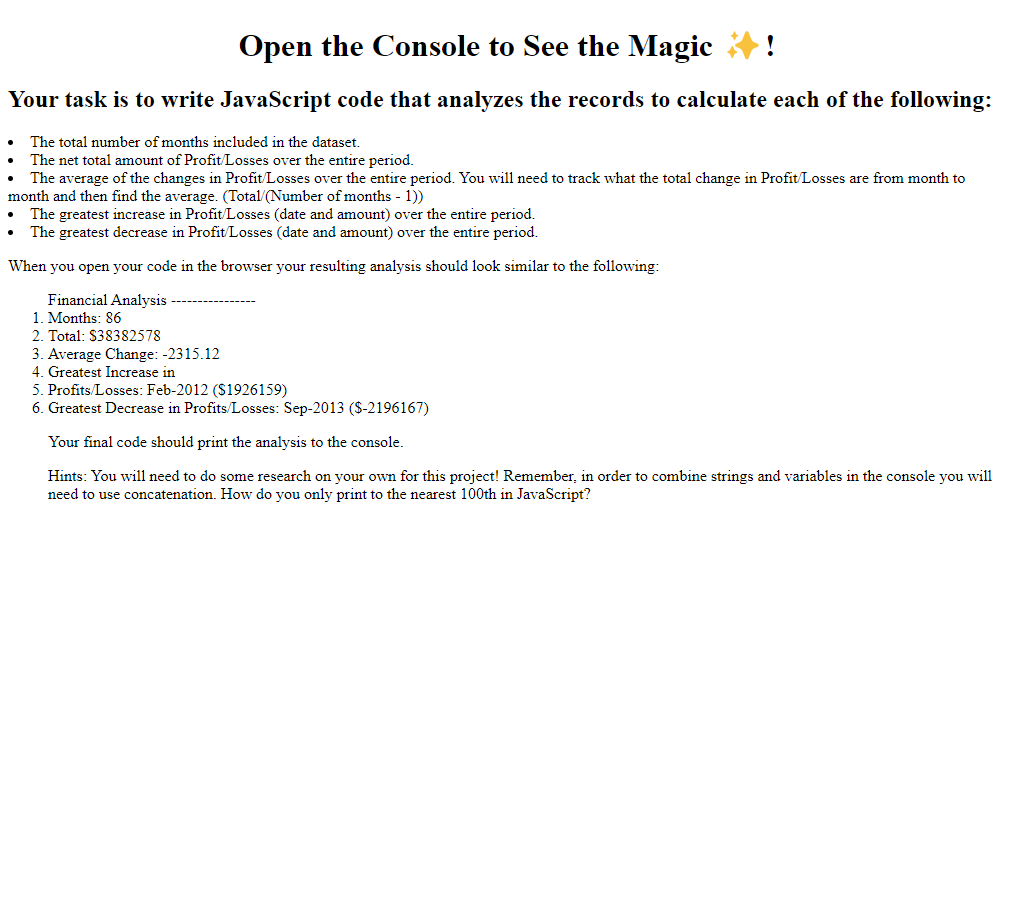 Open the Console to See the Magic ✨!
Your task is to write JavaScript code that analyzes the records to calculate each of the following:
• The total number of months included in the dataset.
• The net total amount of Profit/Losses over the entire period.
• The average of the changes in Profit/Losses over the entire period. You will need to track what the total change in Profit/Losses are from month to
month and then find the average. (Total/(Number of months - 1))
• The greatest increase in Profit/Losses (date and amount) over the entire period.
• The greatest decrease in Profit/Losses (date and amount) over the entire period.
When you open your code in the browser your resulting analysis should look similar to the following:
Financial Analysis ----------------
1. Months: 86
2. Total: $38382578
3. Average Change: -2315.12
4. Greatest Increase in
5. Profits/Losses: Feb-2012 ($1926159)
6. Greatest Decrease in Profits/Losses: Sep-2013 ($-2196167)
Your final code should print the analysis to the console.
Hints: You will need to do some research on your own for this project! Remember, in order to combine strings and variables in the console you will
need to use concatenation. How do you only print to the nearest 100th in JavaScript?